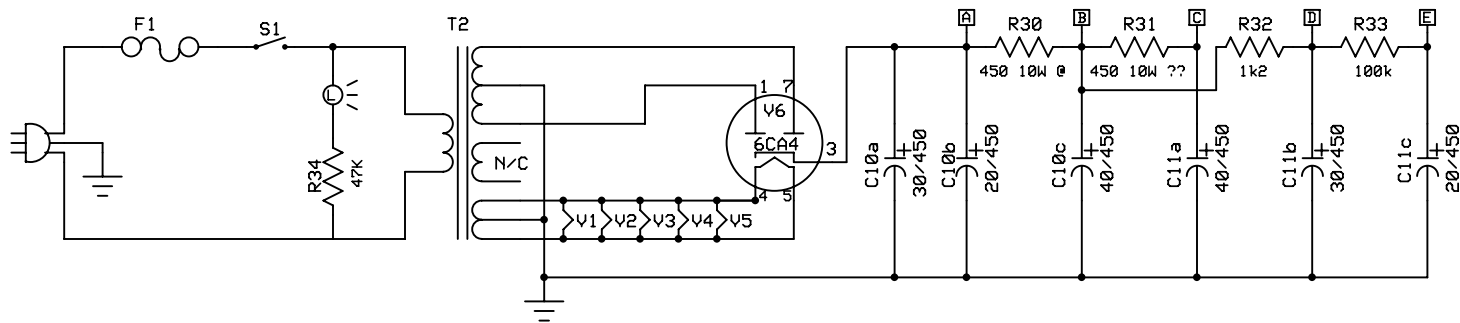 F1
S1
T2
L
R34
47K
N/C
V1
V2
V3
V4
V5
1
7
V6
6CA4
3
4
5
A
B
C
D
E
R30
R31
R32
R33
450 10W @
450 10W ??
1k2
100k
C10a
30/450
C10b
20/450
C10c
40/450
C11a
40/450
C11b
30/450
C11c
20/450